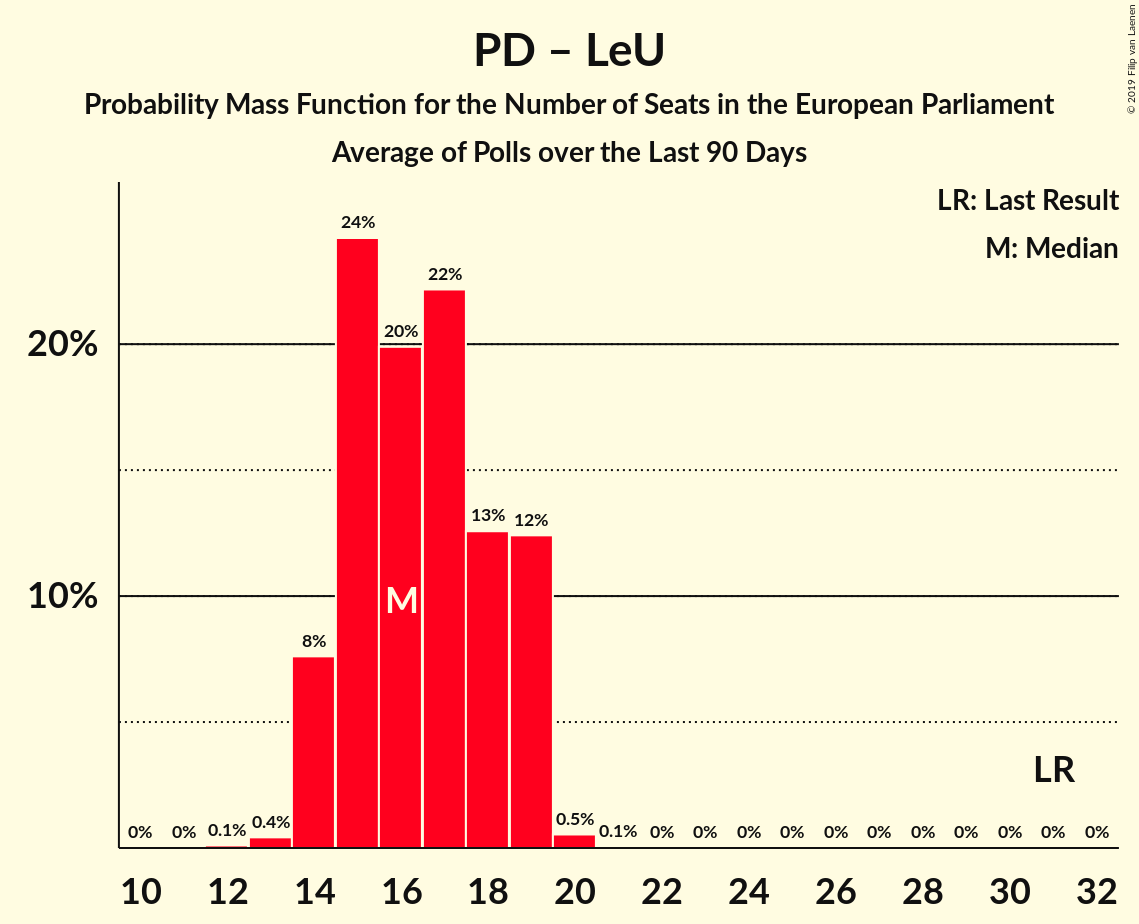 PD – LeU
Probability Mass Function for the Number of Seats in the European Parliament
Average of Polls over the Last 90 Days
© 2019 Filip van Laenen
LR: Last Result
M: Median
24%
22%
20%
20%
13%
12%
10%
M
8%
LR
0%
0%
0.1%
0.4%
0.5%
0.1%
0%
0%
0%
0%
0%
0%
0%
0%
0%
0%
0%
10 12 14 16 18 20 22 24 26 28 30 32